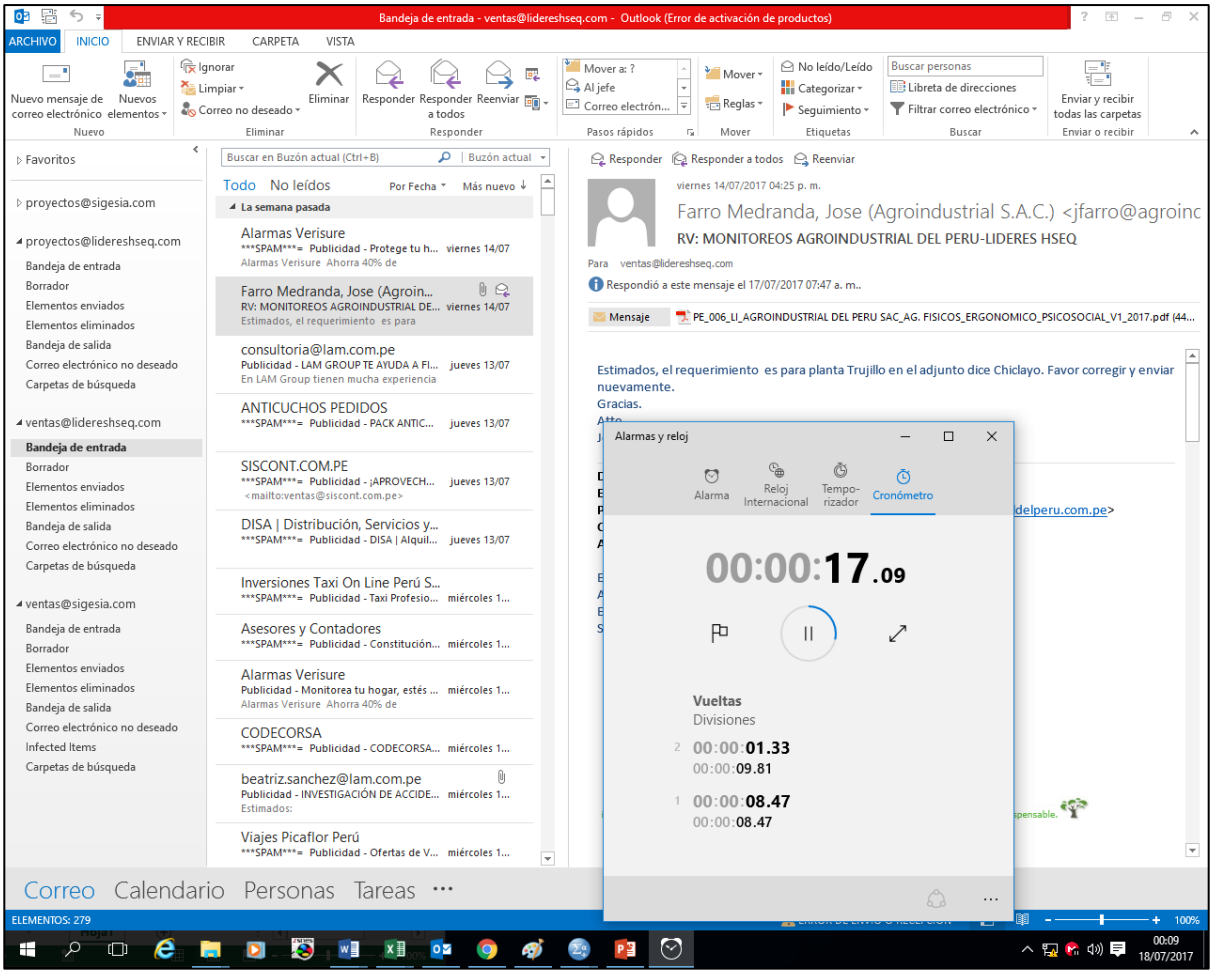 Bandeja de entrada - ventas@lidereshseq.com - Outlook (Error de activación de productos)
ARCHIVO INICIO ENVIAR Y RECIBIR CARPETA VISTA
Nuevo mensaje de correo electrónico
Nuevos elementos
Nuevo
Ignorar
Limpiar
Correo no deseado
Eliminar
Eliminar
Responder
Responder a todos
Reenviar
Responder
Mover a: ?
Al jefe
Correo electrón...
Pasos rápidos
Mover
Reglas
Mover
No leído/Leído
Categorizar
Seguimiento
Etiquetas
Buscar personas
Libreta de direcciones
Filtrar correo electrónico
Buscar
Enviar y recibir todas las carpetas
Enviar o recibir
Favoritos
proyectos@sigesia.com
proyectos@lidereshseq.com
Bandeja de entrada
Borrador
Elementos enviados
Elementos eliminados
Bandeja de salida
Correo electrónico no deseado
Carpetas de búsqueda
ventas@lidereshseq.com
Bandeja de entrada
Borrador
Elementos enviados
Elementos eliminados
Bandeja de salida
Correo electrónico no deseado
Carpetas de búsqueda
ventas@sigesia.com
Bandeja de entrada
Borrador
Elementos enviados
Elementos eliminados
Bandeja de salida
Correo electrónico no deseado
Infected Items
Carpetas de búsqueda
Buscar en Buzón actual (Ctrl+B) Buzón actual
Todo No leídos Por Fecha Más nuevo
La semana pasada
Alarmas Verisure
***SPAM***= Publicidad - Protege tu h... viernes 14/07
Alarmas Verisure Ahorra 40% de
Farro Medranda, Jose (Agroin...
RV: MONITOREOS AGROINDUSTRIAL DE... viernes 14/07
Estimados, el requerimiento es para
consultoria@lam.com.pe
Publicidad - LAM GROUP TE AYUDA A FI... jueves 13/07
En LAM Group tienen mucha experiencia
ANTICUCHOS PEDIDOS
***SPAM***= Publicidad - PACK ANTIC... jueves 13/07
SISCONT.COM.PE
***SPAM***= Publicidad - ¡APROVECH... jueves 13/07
<mailto:ventas@siscont.com.pe>
DISA | Distribución, Servicios y...
***SPAM***= Publicidad - DISA | Alquil... jueves 13/07
Inversiones Taxi On Line Perú S...
***SPAM***= Publicidad - Taxi Profesio... miércoles 1...
Asesores y Contadores
***SPAM***= Publicidad - Constitución... miércoles 1...
Alarmas Verisure
Publicidad - Monitorea tu hogar, estés ... miércoles 1...
Alarmas Verisure Ahorra 40% de
CODECORSA
***SPAM***= Publicidad - CODECORSA... miércoles 1...
beatriz.sanchez@lam.com.pe
Publicidad - INVESTIGACIÓN DE ACCIDE... miércoles 1...
Estimados:
Viajes Picaflor Perú
***SPAM***= Publicidad - Ofertas de V... miércoles 1...
Responder Responder a todos Reenviar
viernes 14/07/2017 04:25 p. m.
Farro Medranda, Jose (Agroindustrial S.A.C.) <jfarro@agroinc
RV: MONITOREOS AGROINDUSTRIAL DEL PERU-LIDERES HSEQ
Para ventas@lidereshseq.com
Respondió a este mensaje el 17/07/2017 07:47 a. m..
Mensaje PE_006_LI_AGROINDUSTRIAL DEL PERU SAC_AG. FISICOS_ERGONOMICO_PSICOSOCIAL_V1_2017.pdf (44...
Estimados, el requerimiento es para planta Trujillo en el adjunto dice Chiclayo. Favor corregir y enviar
nuevamente.
Gracias.
delperu.com.pe>
Alarmas y reloj
Alarma
Reloj Internacional
Tempo-rizador
Cronómetro
00:00:17.09
Vueltas
Divisiones
2 00:00:01.33
00:00:09.81
1 00:00:08.47
00:00:08.47
Correo Calendario Personas Tareas ...
ELEMENTOS: 279
100%
00:09
18/07/2017